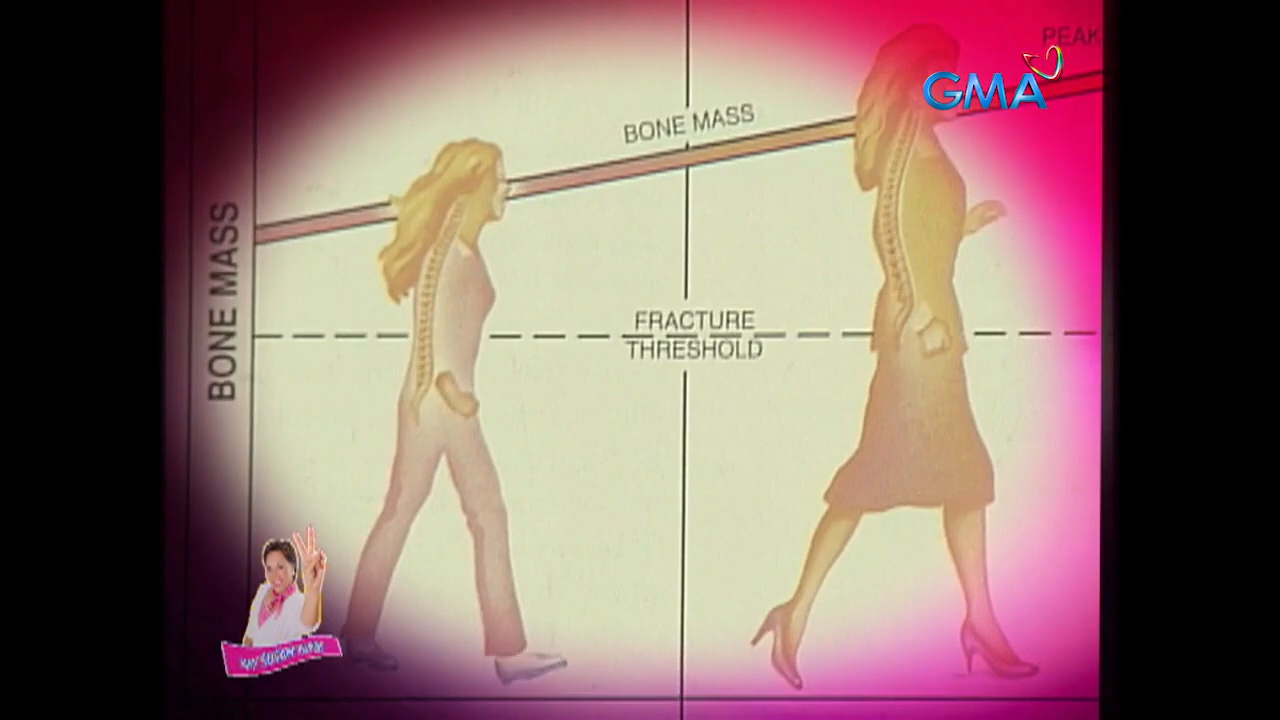 PEAK
GMA
BONE MASS
BONE MASS
FRACTURE
THRESHOLD